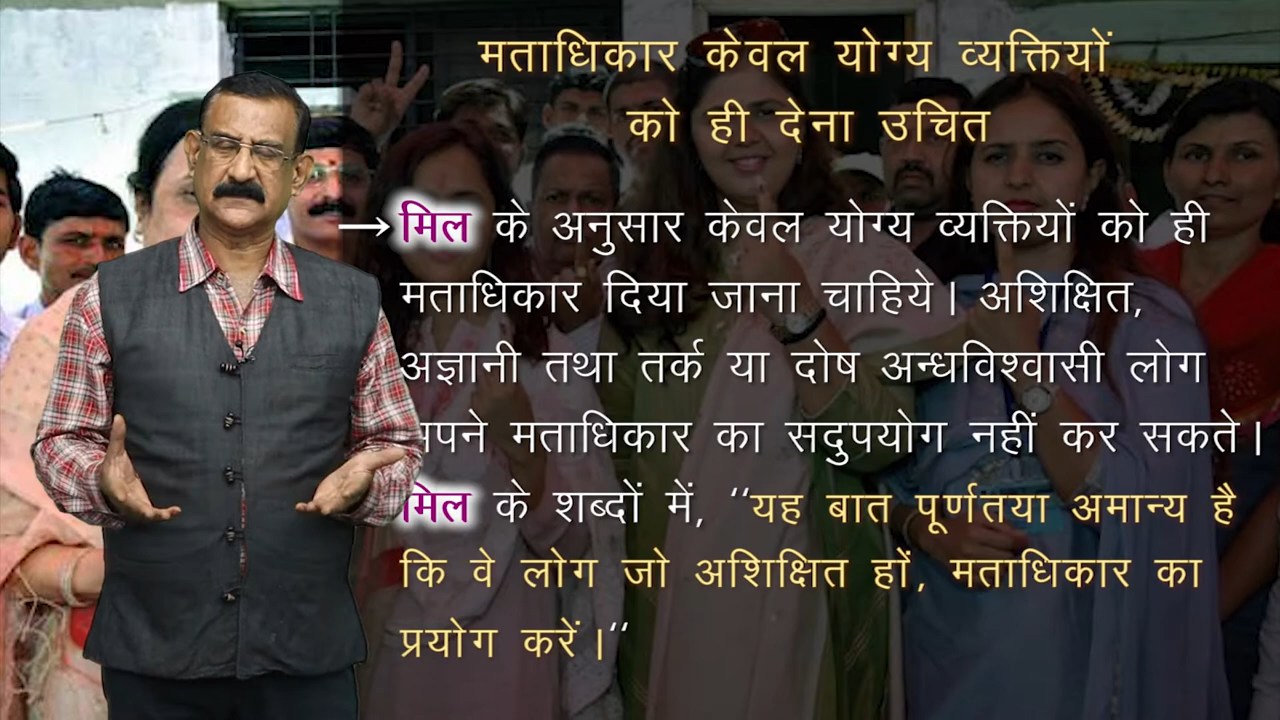 मताधिकार केवल योग्य व्यक्तियों
को ही देना उचित
→मिल के अनुसार केवल योग्य व्यक्तियों को ही
मताधिकार दिया जाना चाहिये। अशिक्षित,
अज्ञानी तथा तर्क या दोष अन्धविश्वासी लोग
मताधिकार का सदुपयोग नहीं कर सकते।
मिल के शब्दों में, ‘‘यह बात पूर्णतया अमान्य है
कि वे लोग जो अशिक्षित हों, मताधिकार का
प्रयोग करें।‘‘